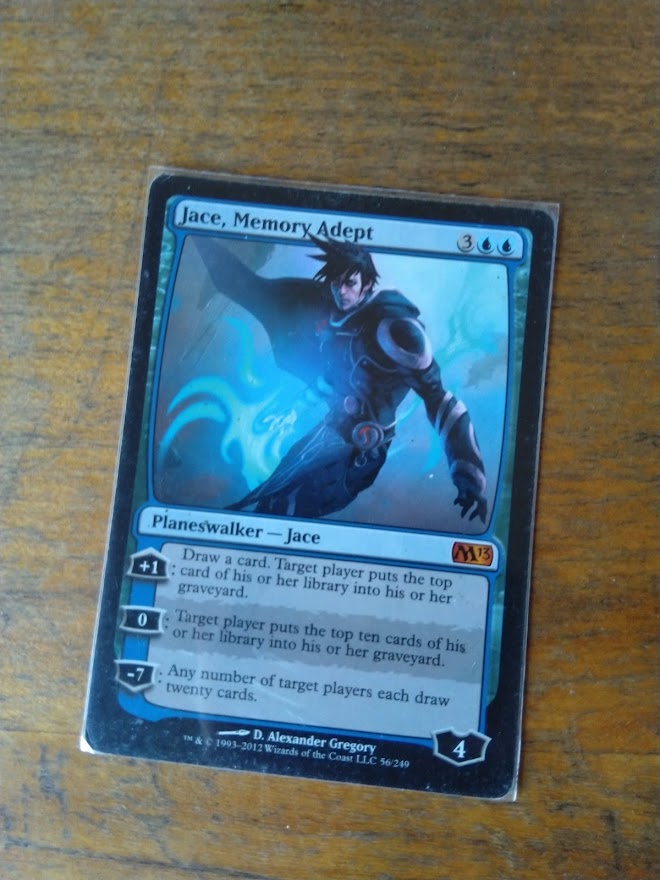 Jace, Memory Adept
3
Planeswalker — Jace
M13
+1 : Draw a card. Target player puts the top
card of his or her library into his or her
graveyard.
0 : Target player puts the top ten cards of his
or her library into his or her graveyard.
-7 : Any number of target players each draw
twenty cards.
4
D. Alexander Gregory
™ & © 1993–2012 Wizards of the Coast LLC 56/249